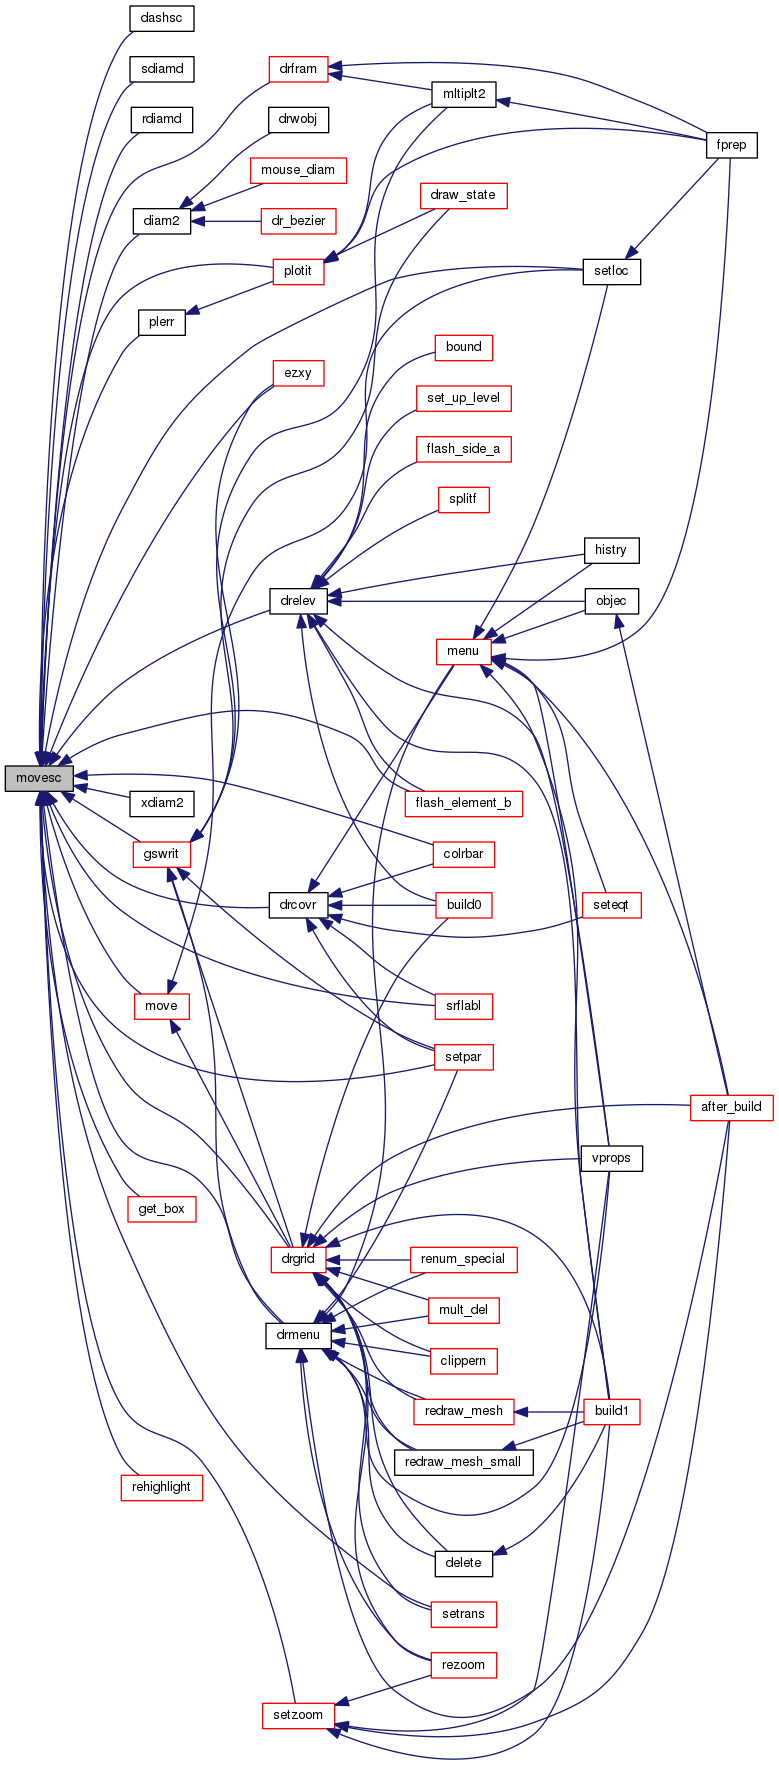 dashsc
sdiamd
drfram
mltiplt2
rdiamd
drwobj
fprep
mouse_diam
draw_state
diam2
dr_bezier
plotit
setloc
plerr
bound
ezxy
set_up_level
flash_side_a
splitf
histry
drelev
objec
menu
movesc
xdiam2
flash_element_b
gswrit
colrbar
drcovr
build0
seteqt
move
srflabl
setpar
after_build
vprops
get_box
drgrid
renum_special
mult_del
drmenu
clippern
redraw_mesh
build1
redraw_mesh_small
rehighlight
delete
setrans
rezoom
setzoom